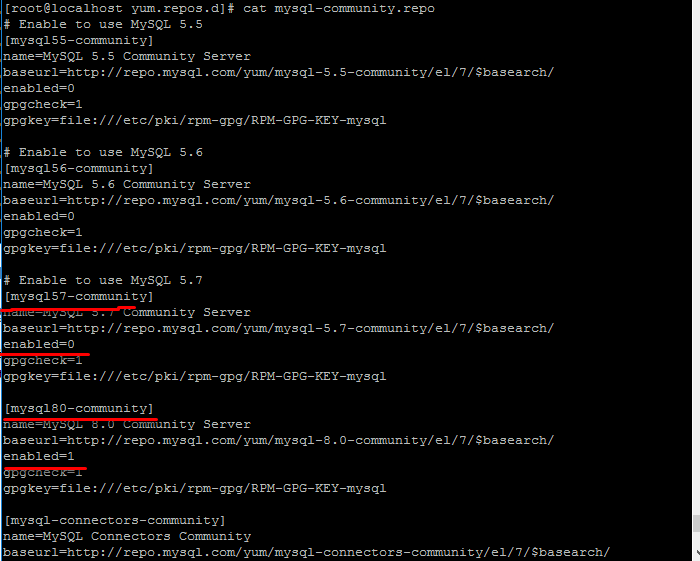 [root@localhost yum.repos.d]# cat mysql-community.repo
# Enable to use MySQL 5.5
[mysql55-community]
name=MySQL 5.5 Community Server
baseurl=http://repo.mysql.com/yum/mysql-5.5-community/el/7/$basearch/
enabled=0
gpgcheck=1
gpgkey=file:///etc/pki/rpm-gpg/RPM-GPG-KEY-mysql
# Enable to use MySQL 5.6
[mysql56-community]
name=MySQL 5.6 Community Server
baseurl=http://repo.mysql.com/yum/mysql-5.6-community/el/7/$basearch/
enabled=0
gpgcheck=1
gpgkey=file:///etc/pki/rpm-gpg/RPM-GPG-KEY-mysql
# Enable to use MySQL 5.7
[mysql57-community]
name=MySQL 5.7 Community Server
baseurl=http://repo.mysql.com/yum/mysql-5.7-community/el/7/$basearch/
enabled=0
gpgcheck=1
gpgkey=file:///etc/pki/rpm-gpg/RPM-GPG-KEY-mysql
[mysql80-community]
name=MySQL 8.0 Community Server
baseurl=http://repo.mysql.com/yum/mysql-8.0-community/el/7/$basearch/
enabled=1
gpgcheck=1
gpgkey=file:///etc/pki/rpm-gpg/RPM-GPG-KEY-mysql
[mysql-connectors-community]
name=MySQL Connectors Community
baseurl=http://repo.mysql.com/yum/mysql-connectors-community/el/7/$basearch/